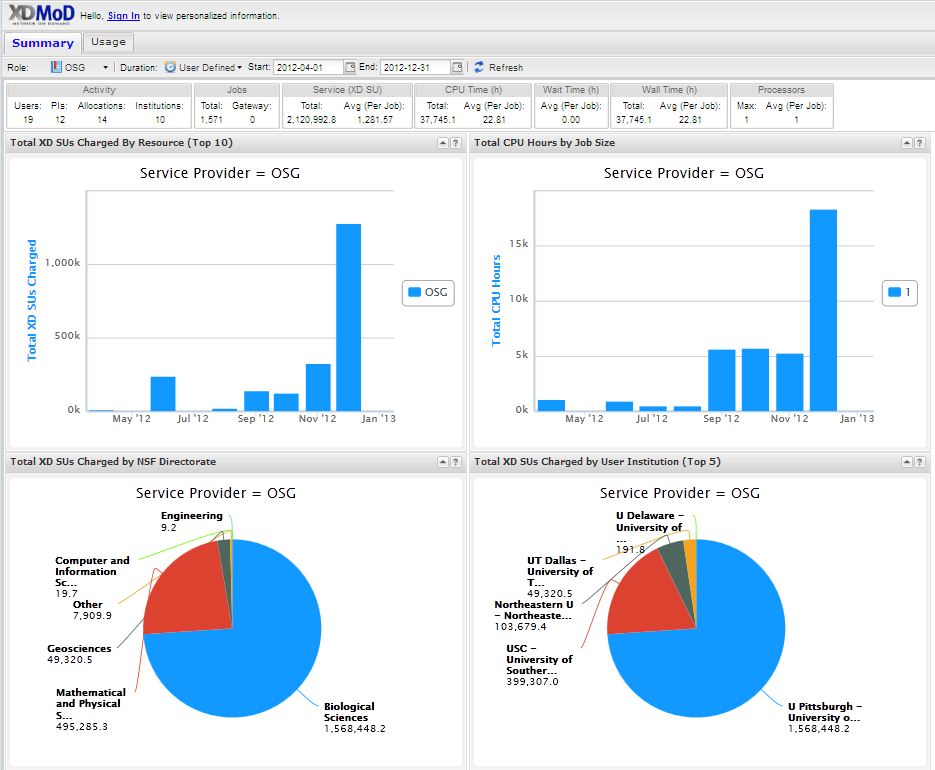 XDMoD
METRICS ON DEMAND
Hello, Sign In to view personalized information.
Summary Usage
Role: OSG Duration: User Defined Start: 2012-04-01 End: 2012-12-31 Refresh
Activity Jobs Service (XD SU) CPU Time (h) Wait Time (h) Wall Time (h) Processors
Users: PIs: Allocations: Institutions: Total: Gateway: Total: Avg (Per Job): Total: Avg (Per Job): Avg (Per Job): Total: Avg (Per Job): Max: Avg (Per Job):
19 12 14 10 1,571 0 2,120,992.8 1,281.57 37,745.1 22.81 0.00 37,745.1 22.81 1 1
Total XD SUs Charged By Resource (Top 10)
Service Provider = OSG
Total XD SUs Charged
1,000k
500k
0k
May '12 Jul '12 Sep '12 Nov '12 Jan '13
OSG
Total CPU Hours by Job Size
Service Provider = OSG
Total CPU Hours
15k
10k
5k
0k
May '12 Jul '12 Sep '12 Nov '12 Jan '13
1
Total XD SUs Charged by NSF Directorate
Service Provider = OSG
Engineering
9.2
Computer and
Information
Sc...
19.7
Other
7,909.9
Geosciences
49,320.5
Mathematical
and Physical
S...
495,285.3
Biological
Sciences
1,568,448.2
Total XD SUs Charged by User Institution (Top 5)
Service Provider = OSG
U Delaware -
University of
...
191.8
UT Dallas -
University of
T...
49,320.5
Northeastern U
- Northeaste...
103,679.4
USC -
University of
Souther...
399,307.0
U Pittsburgh -
University o...
1,568,448.2